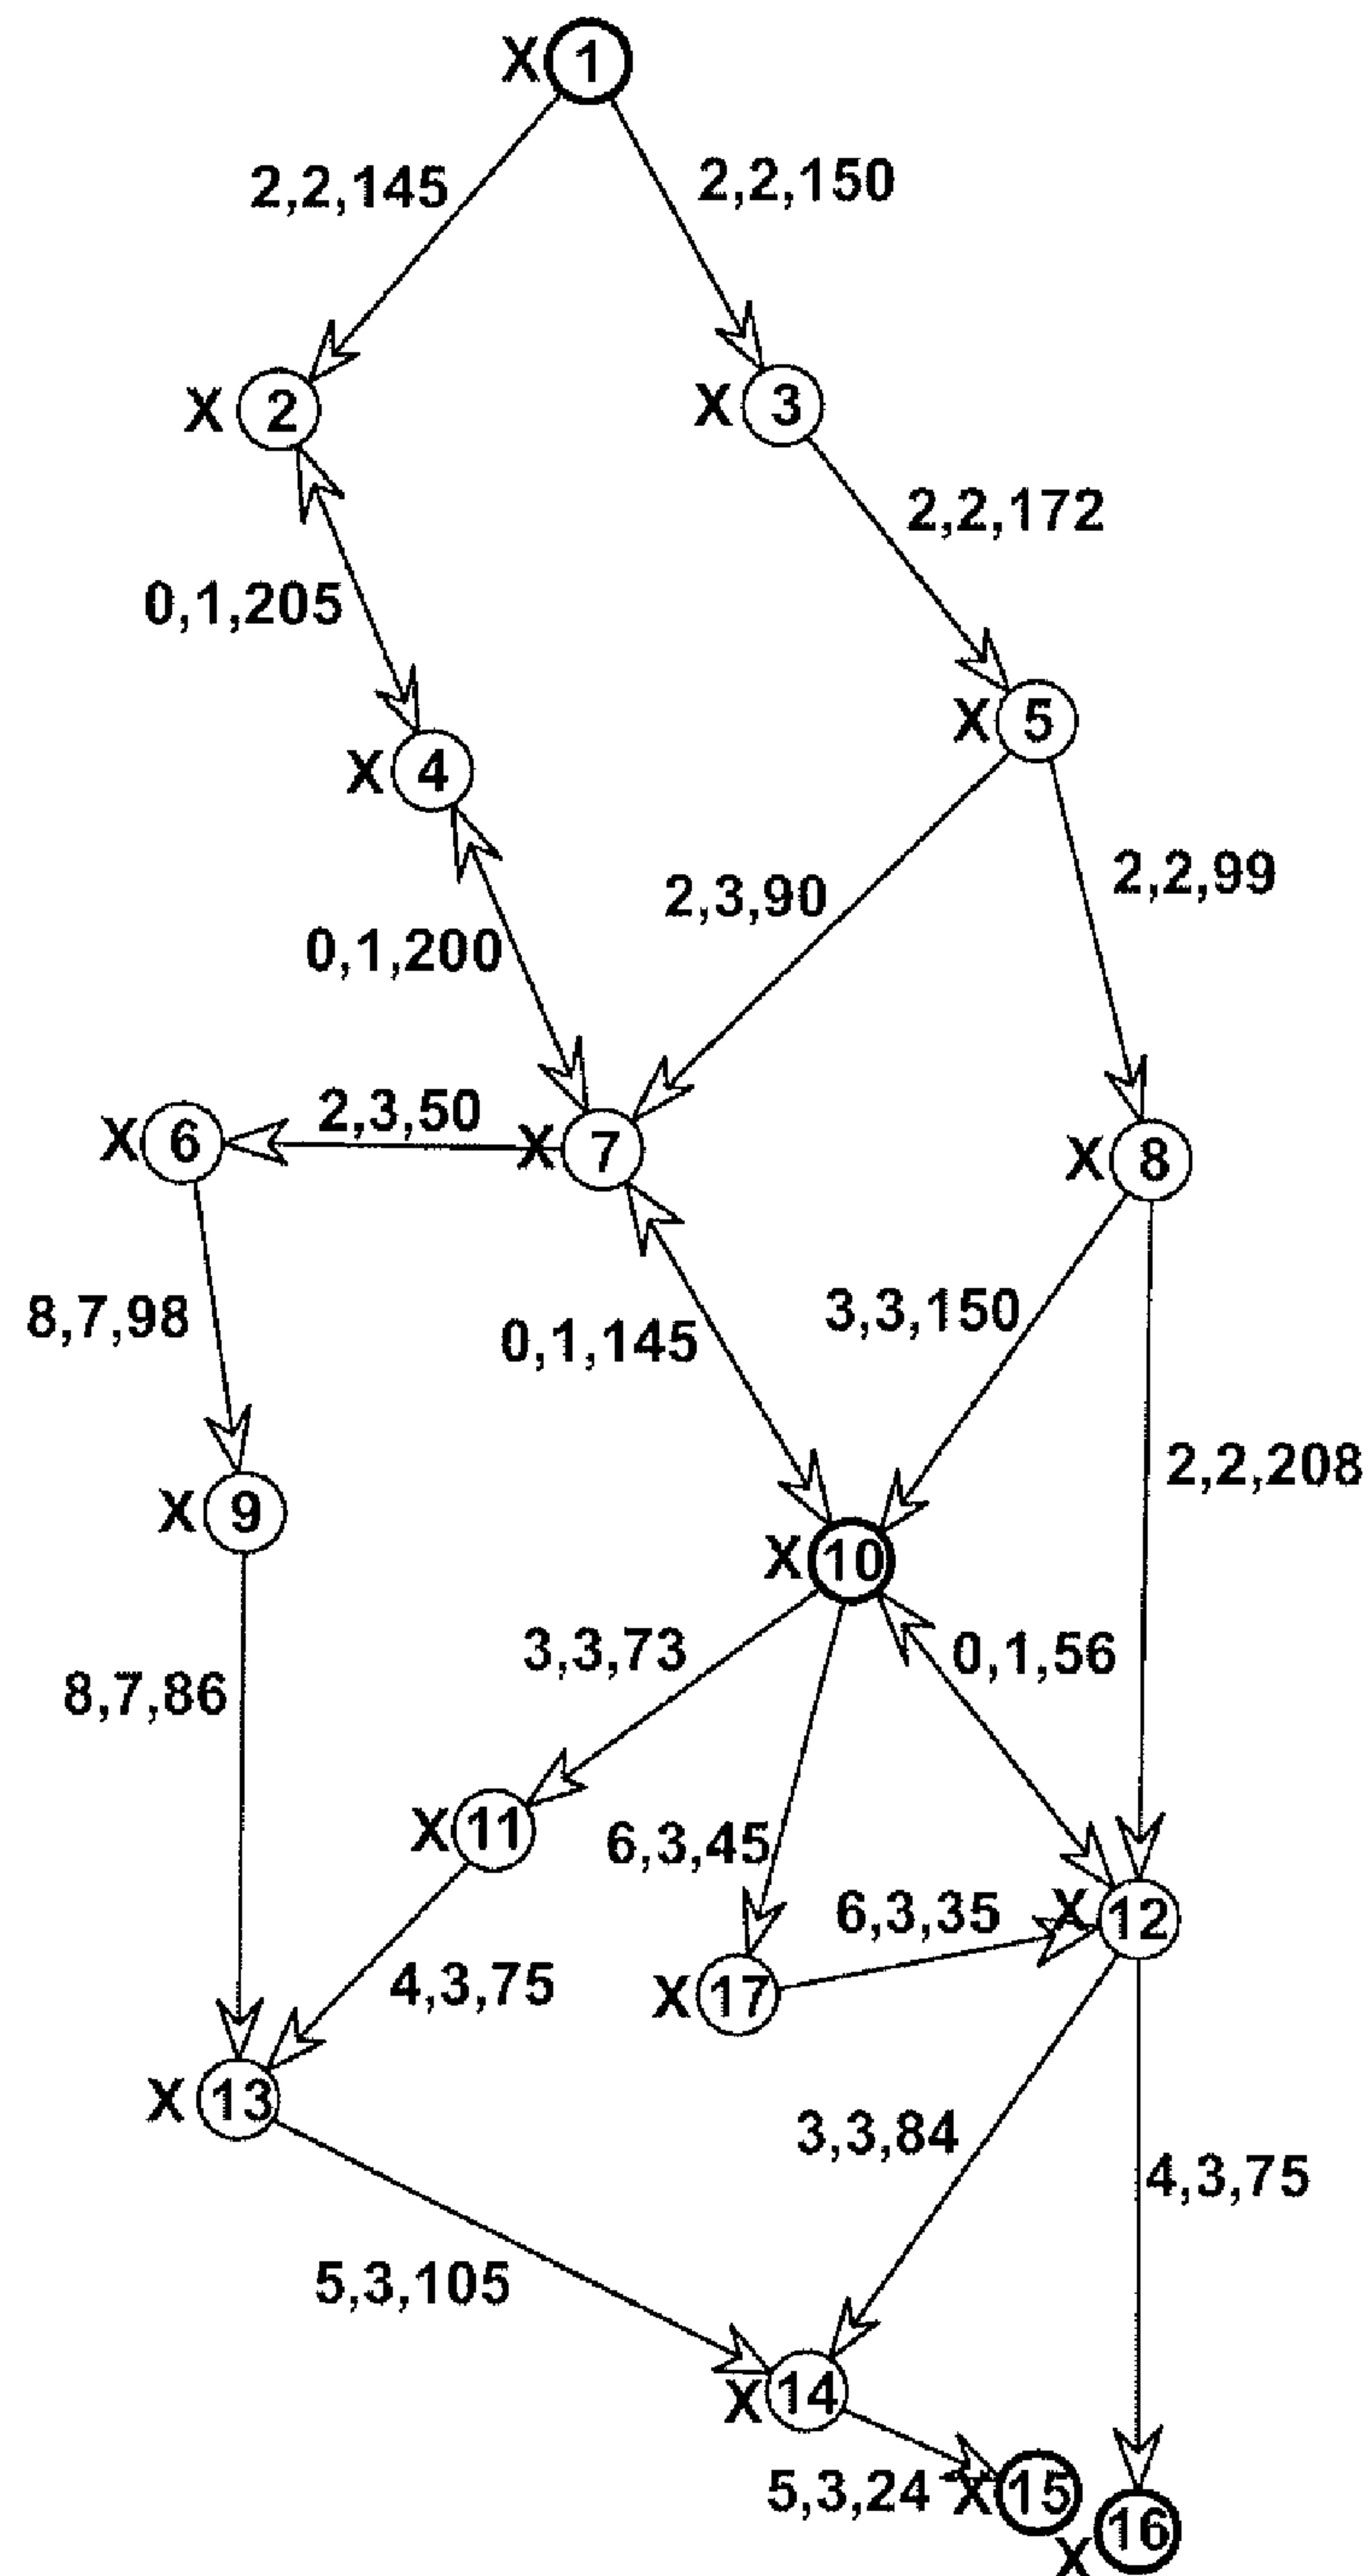 X 1
2,2,145
2,2,150
X 2
X 3
2,2,172
0,1,205
X 5
X 4
2,3,90
2,2,99
0,1,200
X 6
2,3,50
X 7
X 8
8,7,98
0,1,145
3,3,150
2,2,208
X 9
X 10
3,3,73
0,1,56
8,7,86
X 11
6,3,45
6,3,35
X 12
4,3,75
X 17
X 13
3,3,84
4,3,75
5,3,105
X 14
5,3,24
X 15
X 16